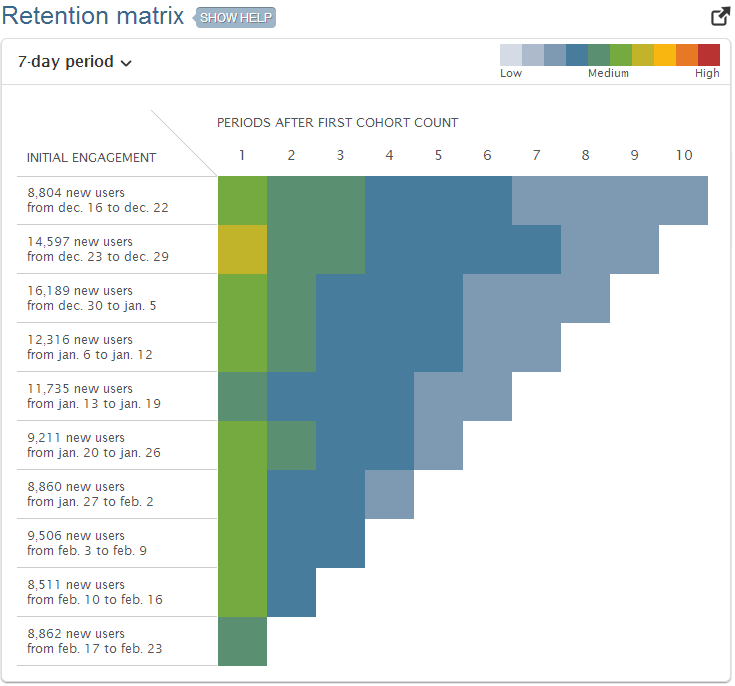 Retention matrix SHOW HELP
7-day period
Low Medium High
PERIODS AFTER FIRST COHORT COUNT
INITIAL ENGAGEMENT 1 2 3 4 5 6 7 8 9 10
8,804 new users
from dec. 16 to dec. 22
14,597 new users
from dec. 23 to dec. 29
16,189 new users
from dec. 30 to jan. 5
12,316 new users
from jan. 6 to jan. 12
11,735 new users
from jan. 13 to jan. 19
9,211 new users
from jan. 20 to jan. 26
8,860 new users
from jan. 27 to feb. 2
9,506 new users
from feb. 3 to feb. 9
8,511 new users
from feb. 10 to feb. 16
8,862 new users
from feb. 17 to feb. 23